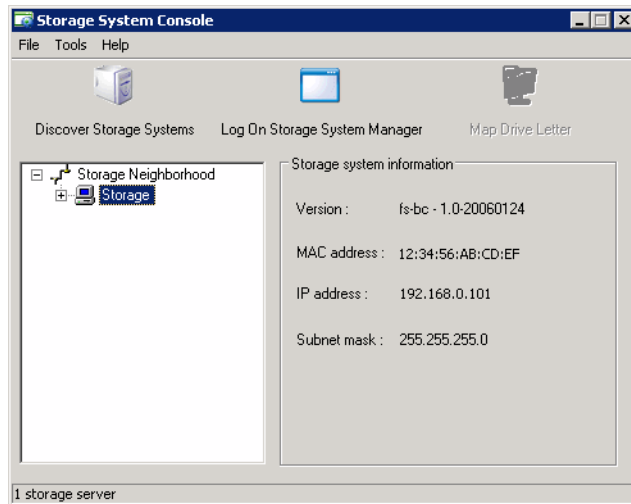 Storage System Console
File Tools Help
Discover Storage Systems Log On Storage System Manager Map Drive Letter
Storage Neighborhood
Storage
Storage system information
Version : fs-bc - 1.0-20060124
MAC address : 12:34:56:AB:CD:EF
IP address : 192.168.0.101
Subnet mask : 255.255.255.0
1 storage server